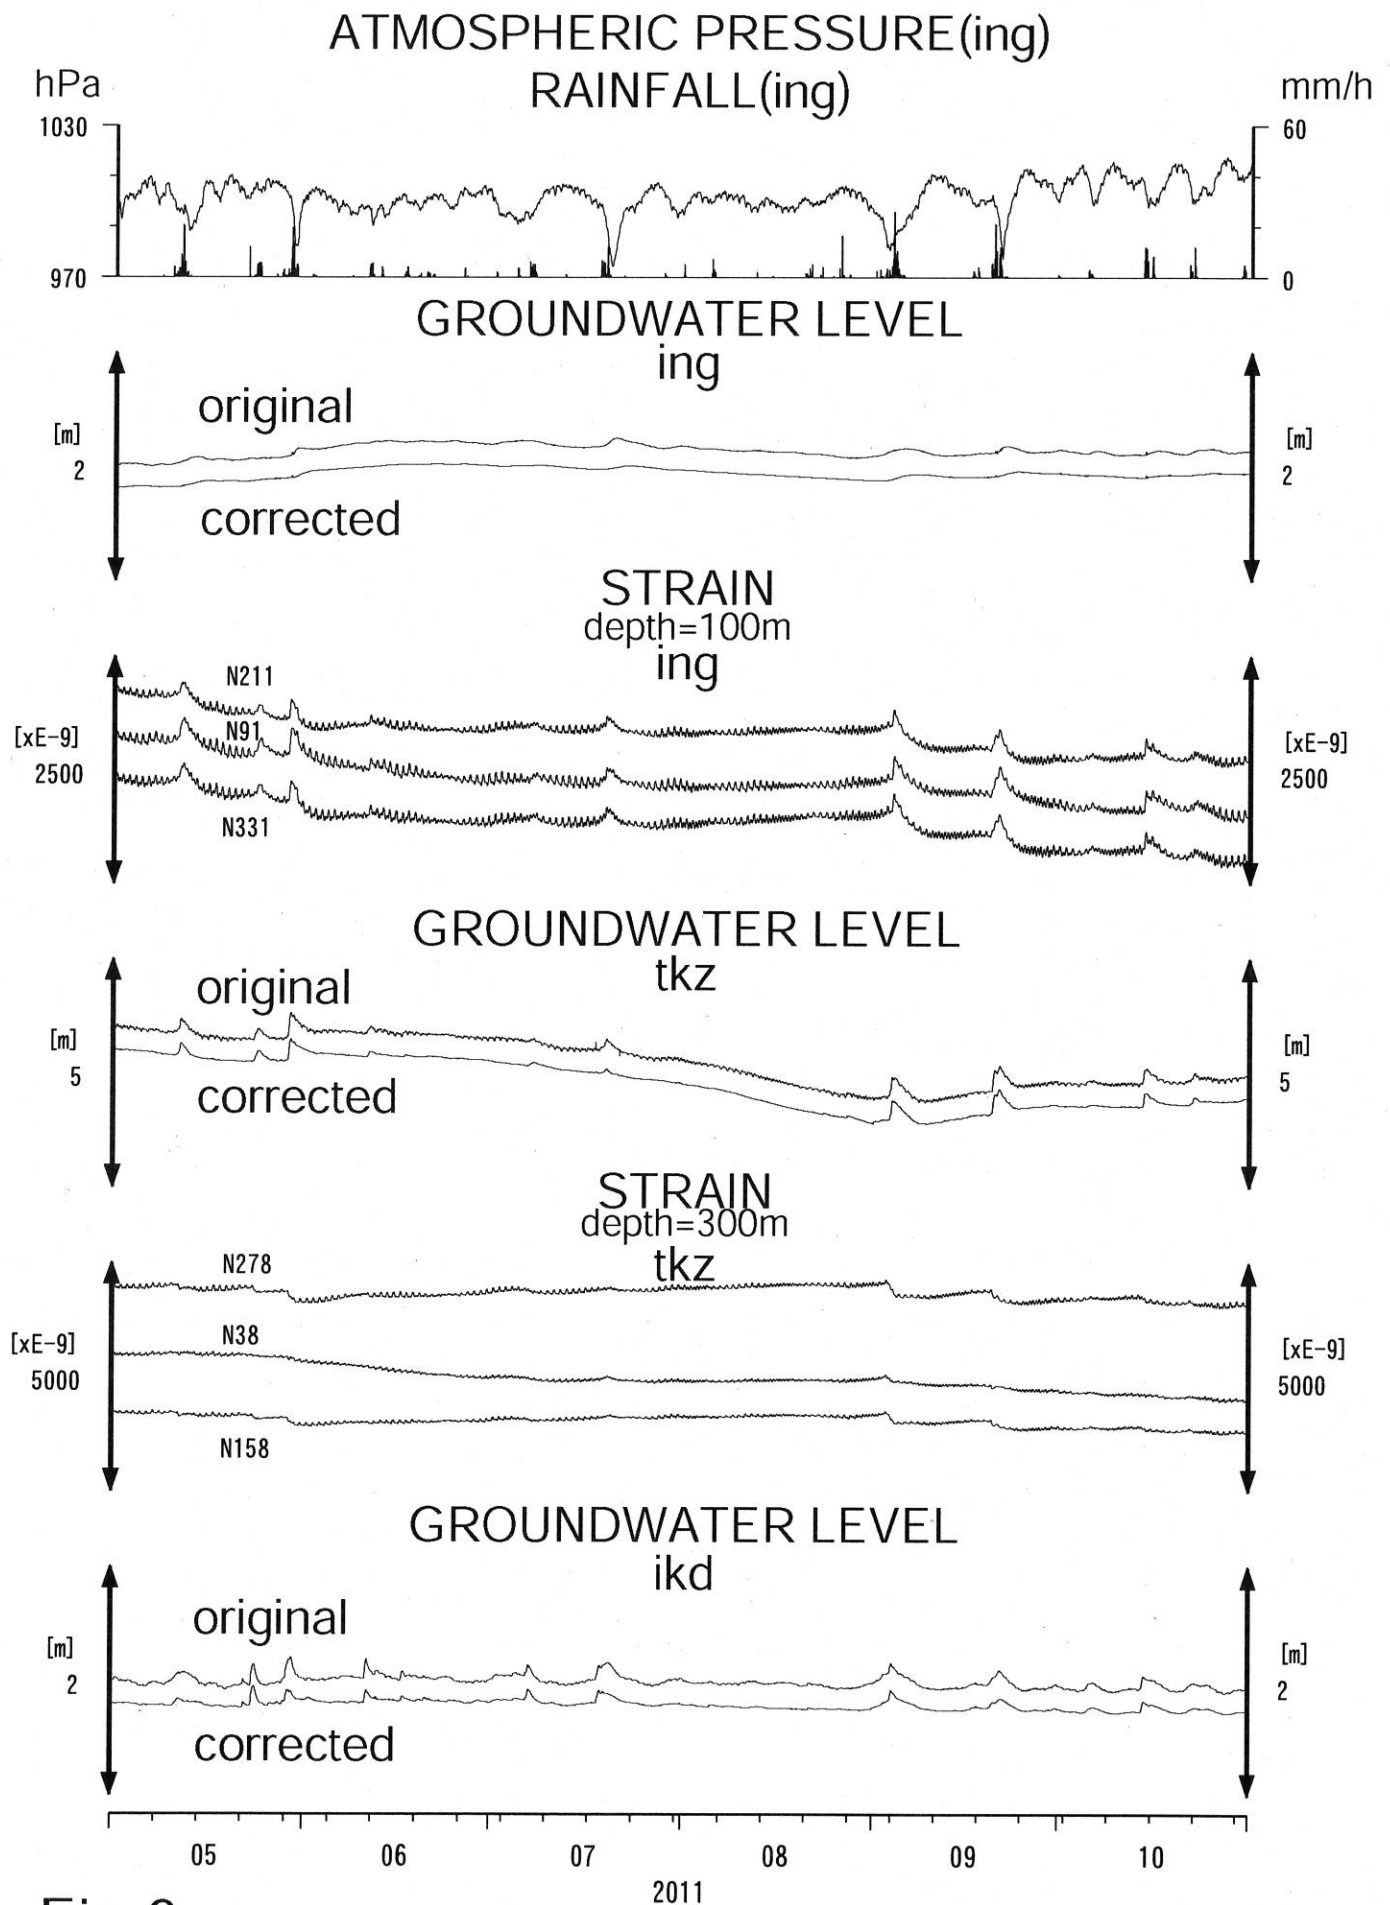 ATMOSPHERIC PRESSURE(ing)
RAINFALL(ing)
hPa
mm/h
1030
60
970
0
GROUNDWATER LEVEL
ing
original
[m]
2
[m]
2
corrected
STRAIN
depth=100m
ing
N211
N91
[xE-9]
2500
[xE-9]
2500
N331
GROUNDWATER LEVEL
tkz
original
[m]
5
[m]
5
corrected
STRAIN
depth=300m
tkz
N278
N38
[xE-9]
5000
[xE-9]
5000
N158
GROUNDWATER LEVEL
ikd
original
[m]
2
[m]
2
corrected
05 06 07 08 09 10
2011